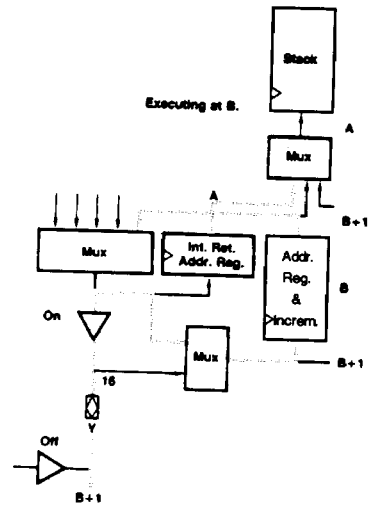 Stack
Executing at B.
A
Mux
A
B+1
Mux
Int. Ret.
Addr. Reg.
Addr.
Reg.
&
Increm.
B
On
Mux
B+1
16
Y
Off
B+1